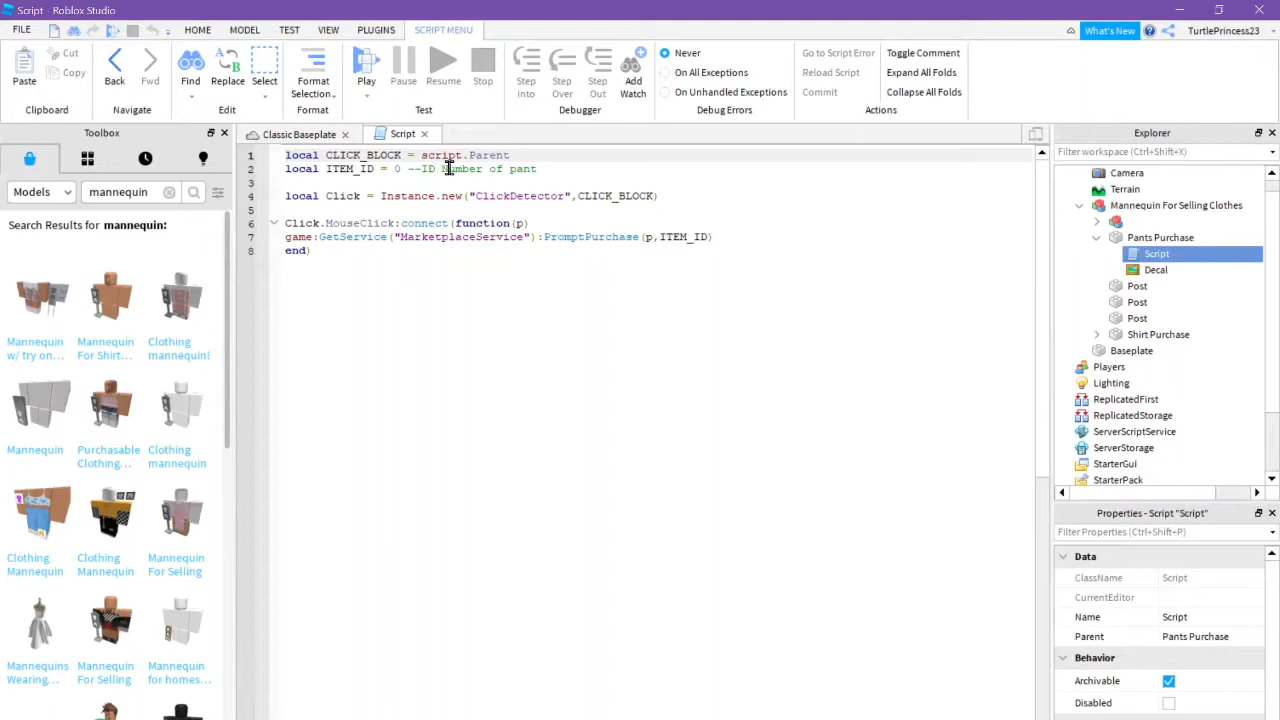 Script - Roblox Studio
FILE HOME MODEL TEST VIEW PLUGINS SCRIPT MENU What's New TurtlePrincess23
Paste Cut Copy Back Fwd Find Replace Select Format Selection Play Pause Resume Stop Step Into Step Over Step Out Add Watch Never On All Exceptions On Unhandled Exceptions Go to Script Error Reload Script Commit Toggle Comment Expand All Folds Collapse All Folds
Clipboard Navigate Edit Format Test Debugger Debug Errors Actions
Toolbox
Models mannequin
Search Results for mannequin:
Mannequin w/ try on...
Mannequin For Shirt...
Clothing mannequin!
Mannequin
Purchasable Clothing...
Clothing mannequin
Clothing Mannequin
Clothing Mannequin
Mannequin For Selling
Mannequins Wearing...
Mannequin For Selling
Mannequin for homes...
Classic Baseplate
Script
1 local CLICK_BLOCK = script.Parent
2 local ITEM_ID = 0 --ID Number of pant
3
4 local Click = Instance.new("ClickDetector",CLICK_BLOCK)
5
6 Click.MouseClick:connect(function(p)
7 game:GetService("MarketplaceService"):PromptPurchase(p,ITEM_ID)
8 end)
Explorer
Filter workspace (Ctrl+Shift+X)
Camera
Terrain
Mannequin For Selling Clothes
Pants Purchase
Script
Decal
Post
Post
Post
Shirt Purchase
Baseplate
Players
Lighting
ReplicatedFirst
ReplicatedStorage
ServerScriptService
ServerStorage
StarterGui
StarterPack
Properties - Script "Script"
Filter Properties (Ctrl+Shift+P)
Data
ClassName Script
CurrentEditor
Name Script
Parent Pants Purchase
Behavior
Archivable
Disabled